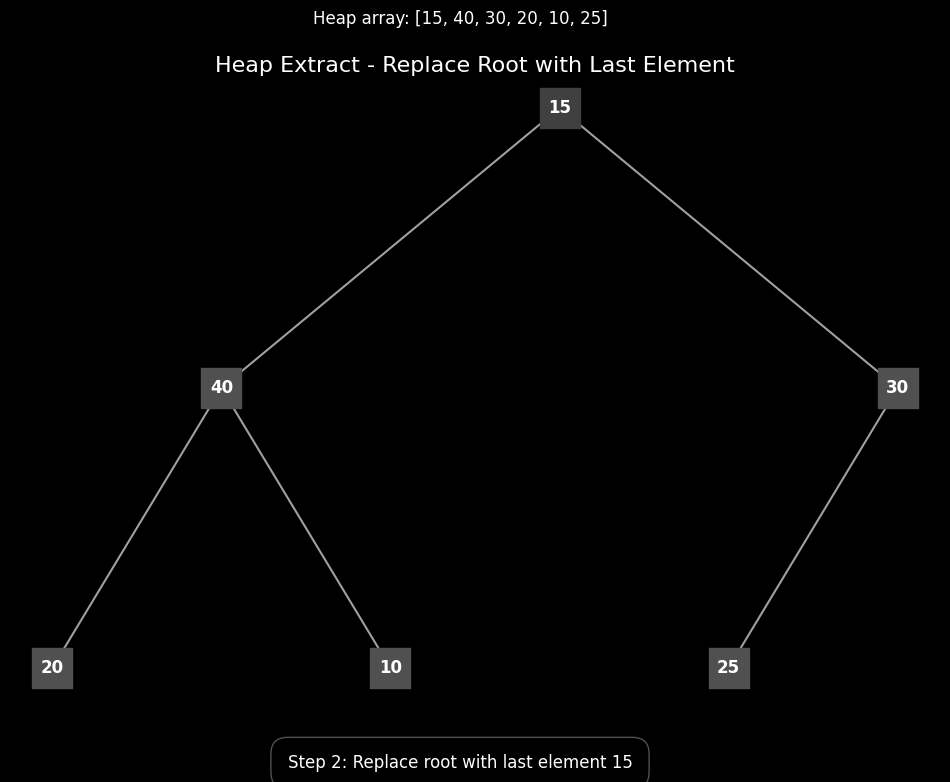 Heap array: [15, 40, 30, 20, 10, 25]
Heap Extract - Replace Root with Last Element
15
40
30
20
10
25
Step 2: Replace root with last element 15